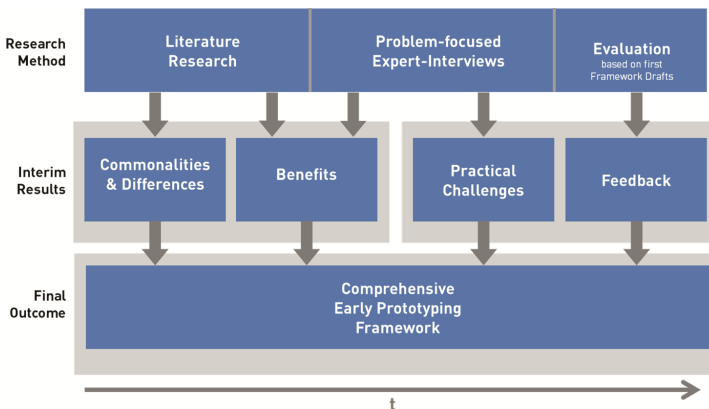 Research
Method
Literature
Research
Problem-focused
Expert-Interviews
Evaluation
based on first
Framework Drafts
Interim
Results
Commonalities
& Differences
Benefits
Practical
Challenges
Feedback
Final
Outcome
Comprehensive
Early Prototyping
Framework
t